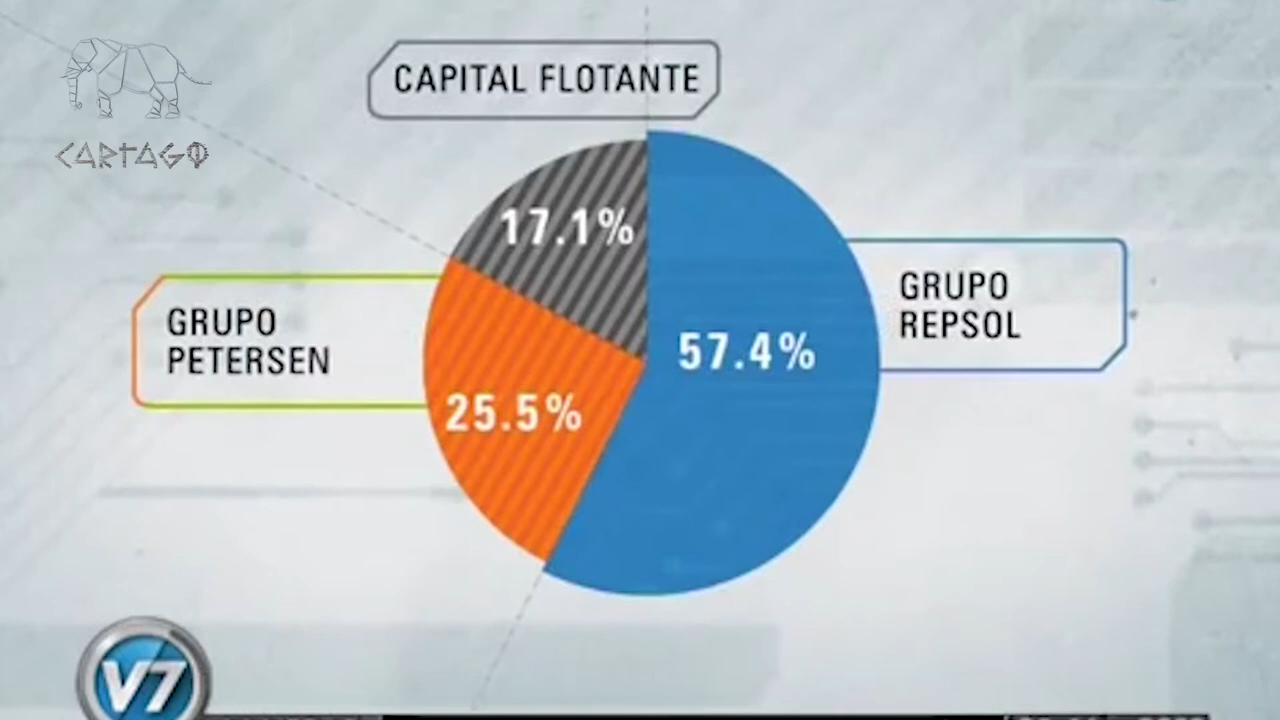 CAPITAL FLOTANTE
CARTAGO
17.1%
GRUPO
REPSOL
GRUPO
PETERSEN
57.4%
25.5%
V7